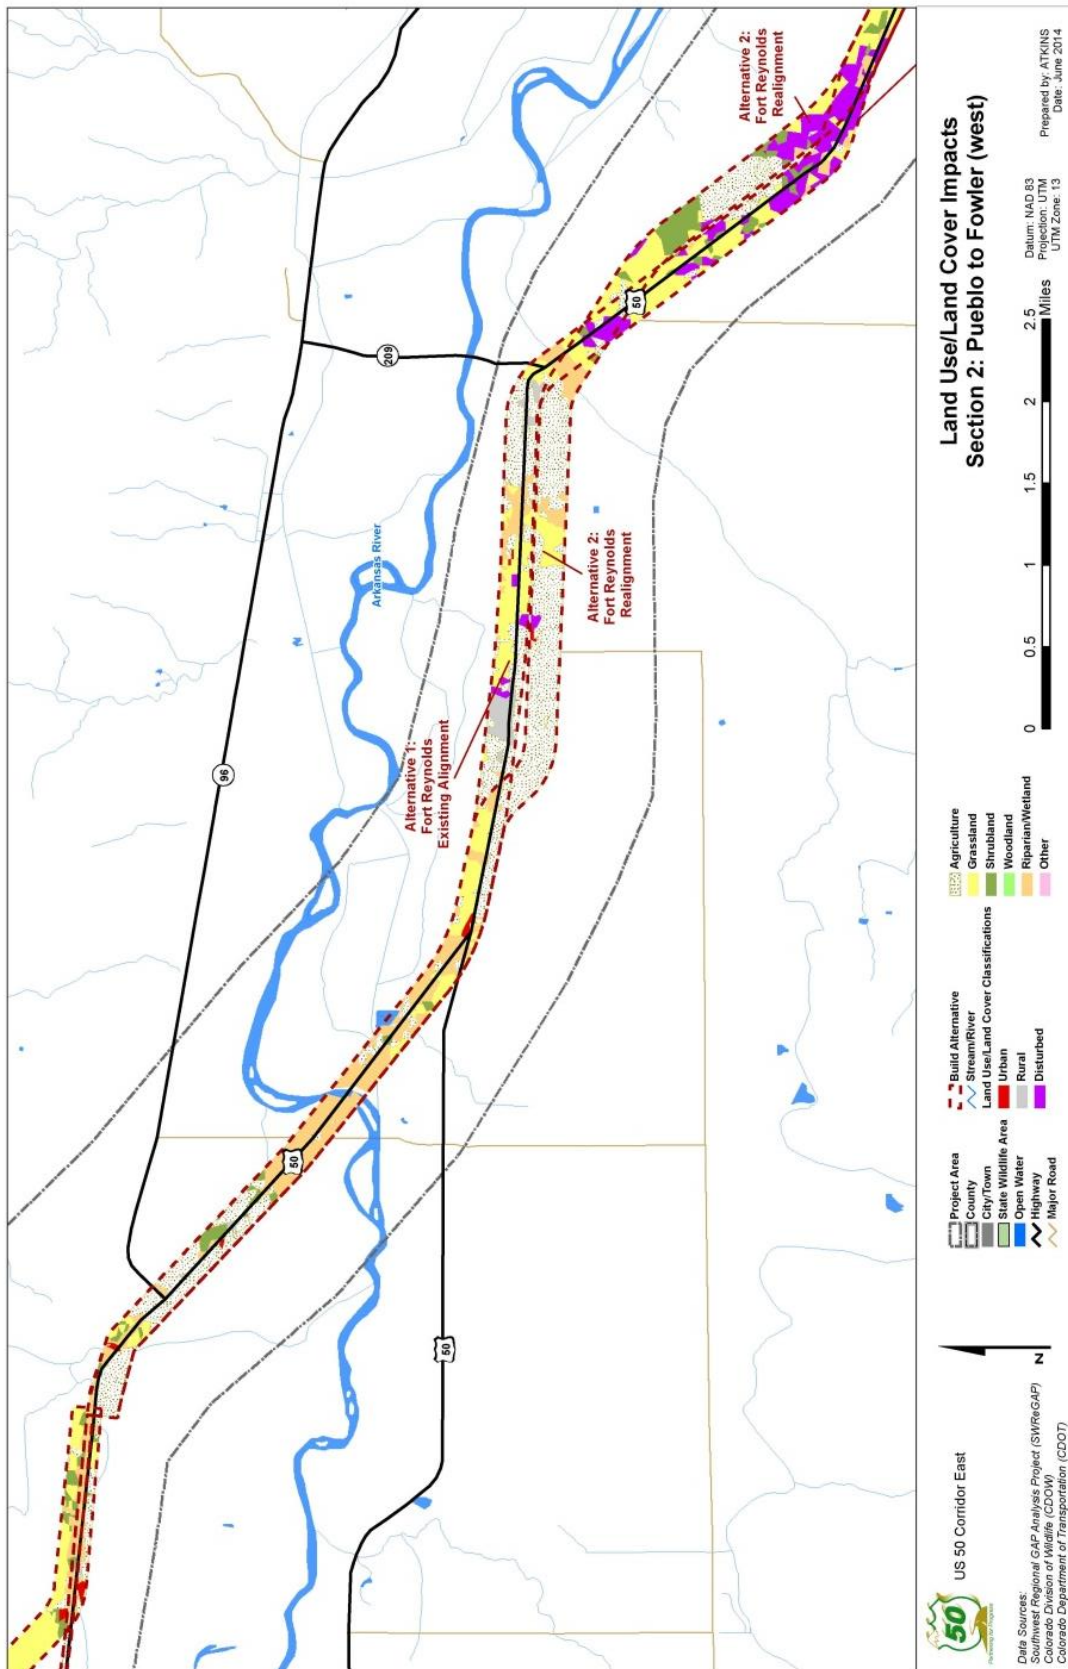 96
209
50
50
50
Arkansas River
Alternative 1:
Fort Reynolds
Existing Alignment
Alternative 2:
Fort Reynolds
Realignment
Alternative 2:
Fort Reynolds
Realignment
50
US 50 Corridor East
Data Sources:
Southwest Regional GAP Analysis Project (SWReGAP)
Colorado Division of Wildlife (CDOW)
Colorado Department of Transportation (CDOT)
N
Project Area
County
City/Town
State Wildlife Area
Open Water
Highway
Major Road
Build Alternative
Stream/River
Land Use/Land Cover Classifications
Urban
Rural
Disturbed
Agriculture
Grassland
Shrubland
Woodland
Riparian/Wetland
Other
Land Use/Land Cover Impacts
Section 2: Pueblo to Fowler (west)
0 0.5 1 1.5 2 2.5
Miles
Datum: NAD 83
Projection: UTM
UTM Zone: 13
Prepared by: ATKINS
Date: June 2014